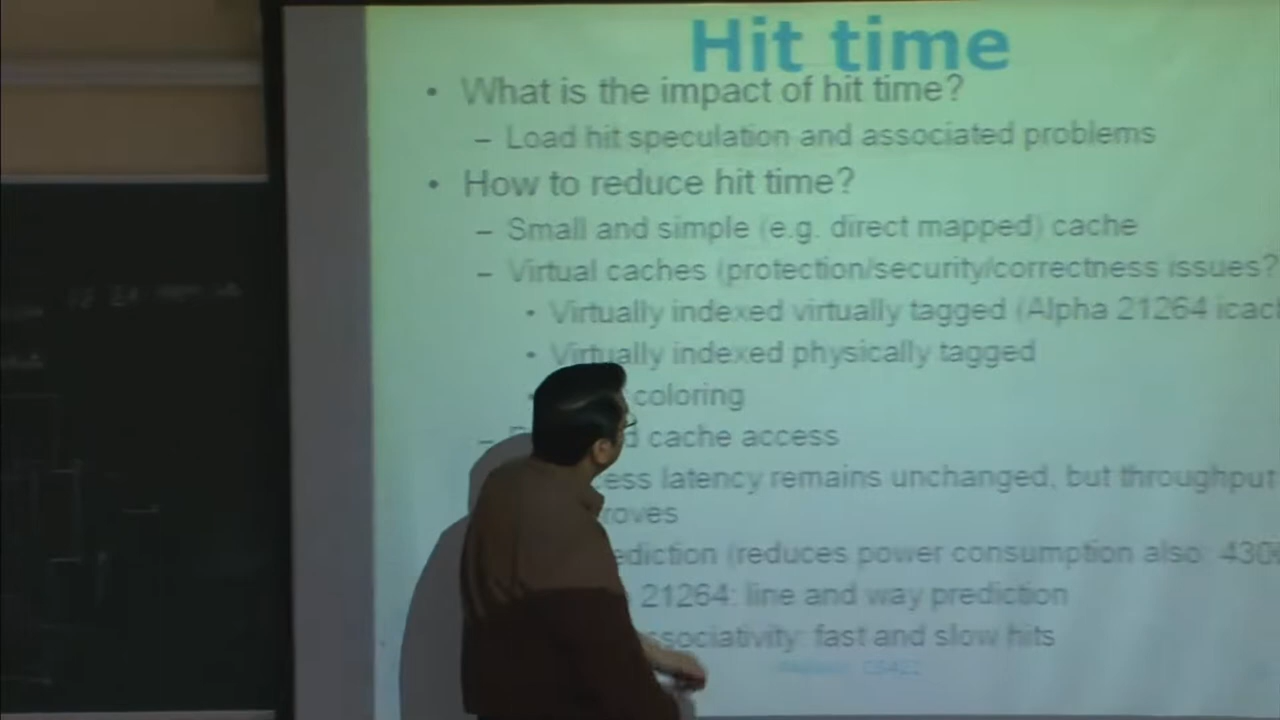 Hit time
• What is the impact of hit time?
– Load hit speculation and associated problems
• How to reduce hit time?
– Small and simple (e.g. direct mapped) cache
– Virtual caches (protection/security/correctness issues?
• Virtually indexed virtually tagged (Alpha 21264 icac
• Virtually indexed physically tagged
coloring
– cache access
ess latency remains unchanged, but throughput
roves
ediction (reduces power consumption also: 430
21264: line and way prediction
ssociativity: fast and slow hits